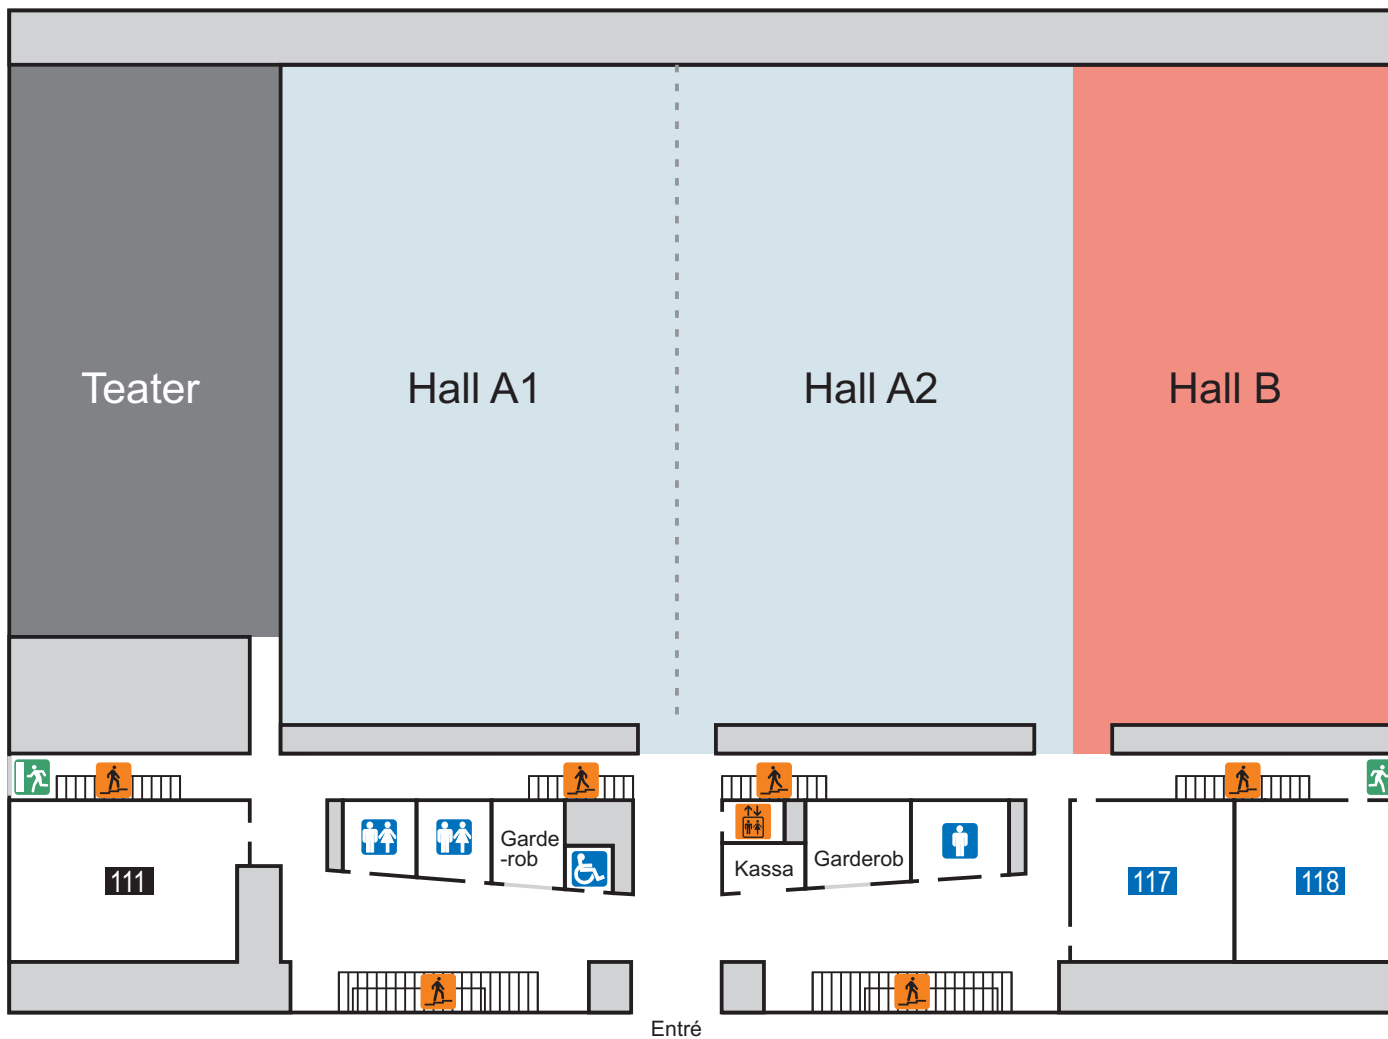 Teater
Hall A1
Hall A2
Hall B
Garde
-rob
Kassa
Garderob
111
117
118
Entré